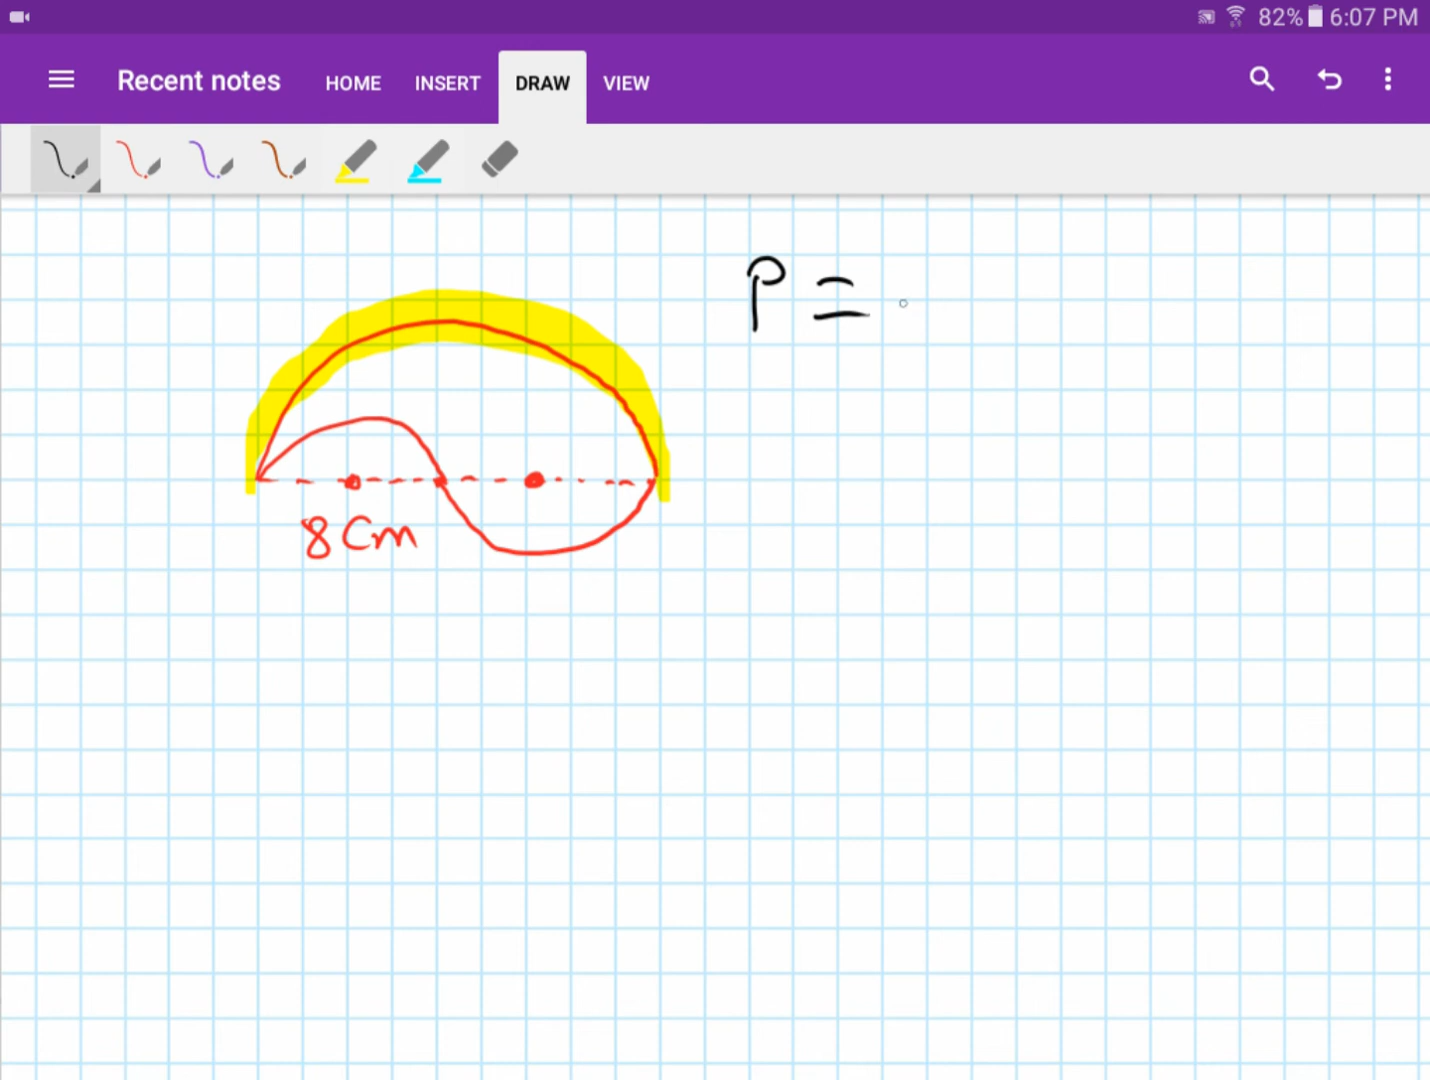 82% 6:07 PM
Recent notes HOME INSERT DRAW VIEW
P =
8 Cm